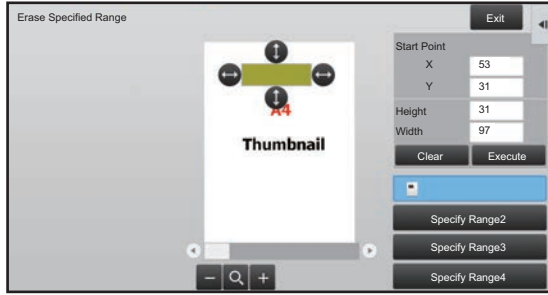 Erase Specified Range
Exit
Start Point
X 53
Y 31
Height 31
Width 97
Clear Execute
A4
Thumbnail
Specify Range2
Specify Range3
Specify Range4